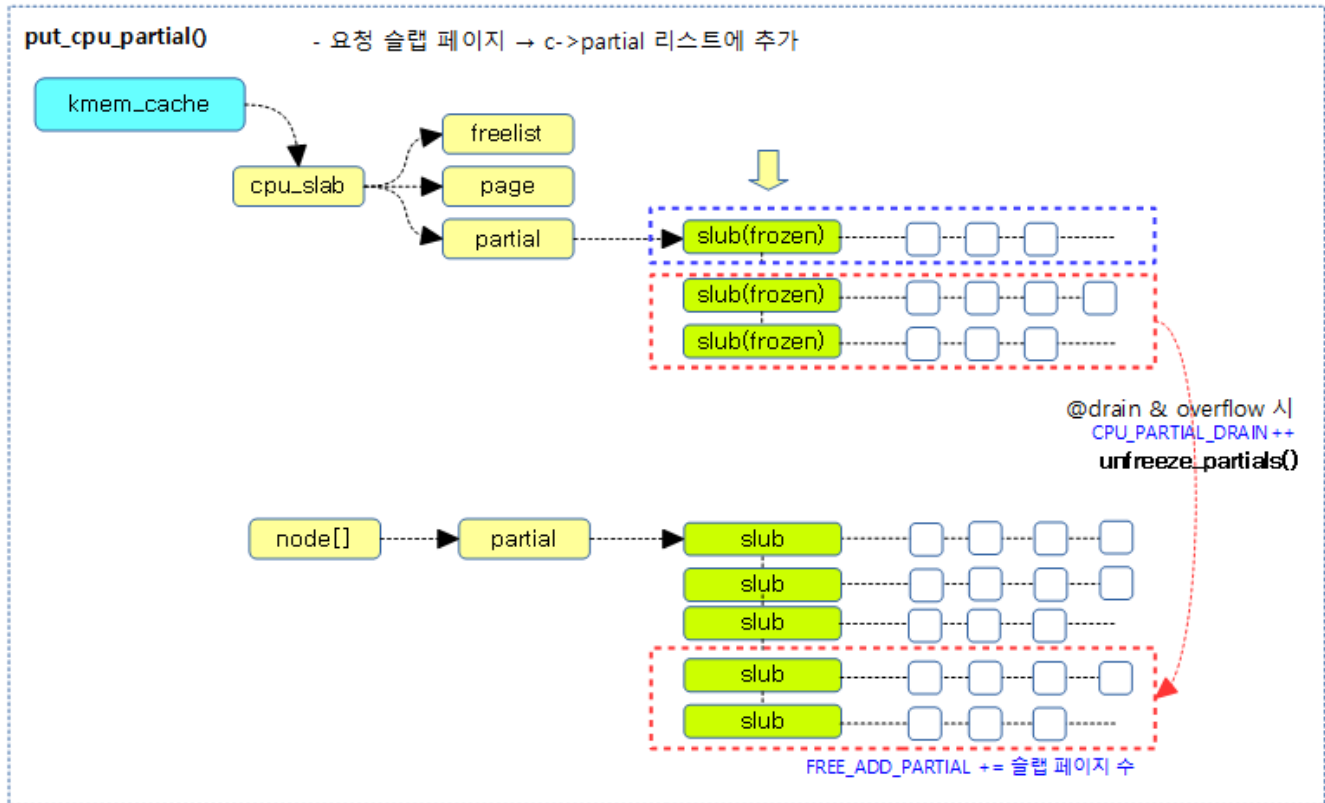 put_cpu_partial() - 요청 슬랩 페이지 → c->partial 리스트에 추가
kmem_cache
freelist
cpu_slab
page
partial
slub(frozen)
slub(frozen)
slub(frozen)
@drain & overflow 시
CPU_PARTIAL_DRAIN ++
unfreeze_partials()
node[]
partial
slub
slub
slub
slub
slub
FREE_ADD_PARTIAL += 슬랩 페이지 수